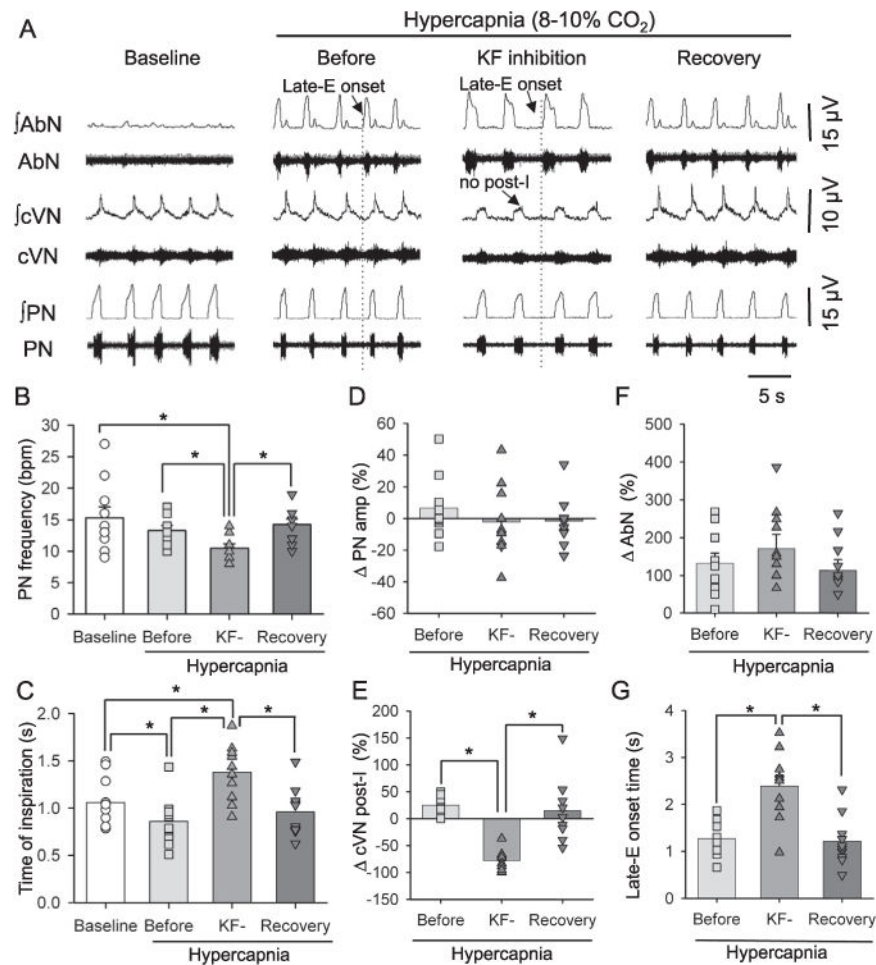 A
Hypercapnia (8-10% CO₂)
Baseline
Before
KF inhibition
Recovery
Late-E onset
Late-E onset
∫AbN
15 µV
AbN
no post-I
∫cVN
10 µV
cVN
∫PN
15 µV
PN
5 s
B
PN frequency (bpm)
30
25
20
15
10
5
0
*
*
*
Baseline Before KF- Recovery
Hypercapnia
D
Δ PN amp (%)
60
40
20
0
-20
-40
-60
Before KF- Recovery
Hypercapnia
F
Δ AbN (%)
500
400
300
200
100
0
Before KF- Recovery
Hypercapnia
C
Time of inspiration (s)
2.0
1.5
1.0
0.5
0.0
*
*
*
*
Baseline Before KF- Recovery
Hypercapnia
E
Δ cVN post-I (%)
200
150
100
50
0
-50
-100
-150
*
*
Before KF- Recovery
Hypercapnia
G
Late-E onset time (s)
4
3
2
1
0
*
*
Before KF- Recovery
Hypercapnia